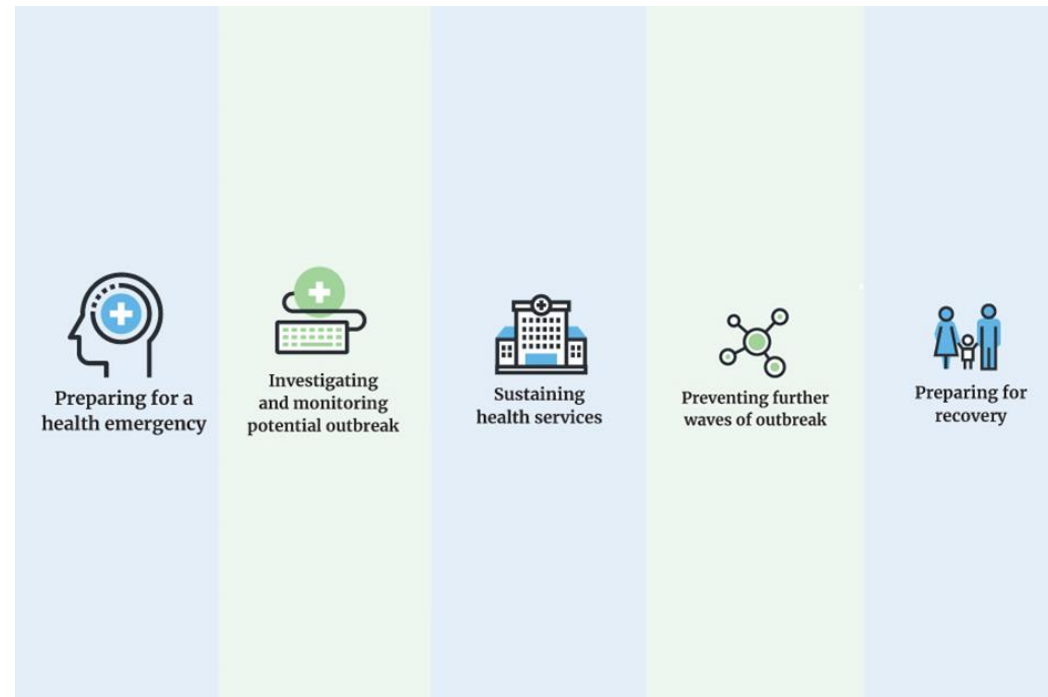 Preparing for a
health emergency
Investigating
and monitoring
potential outbreak
Sustaining
health services
Preventing further
waves of outbreak
Preparing for
recovery